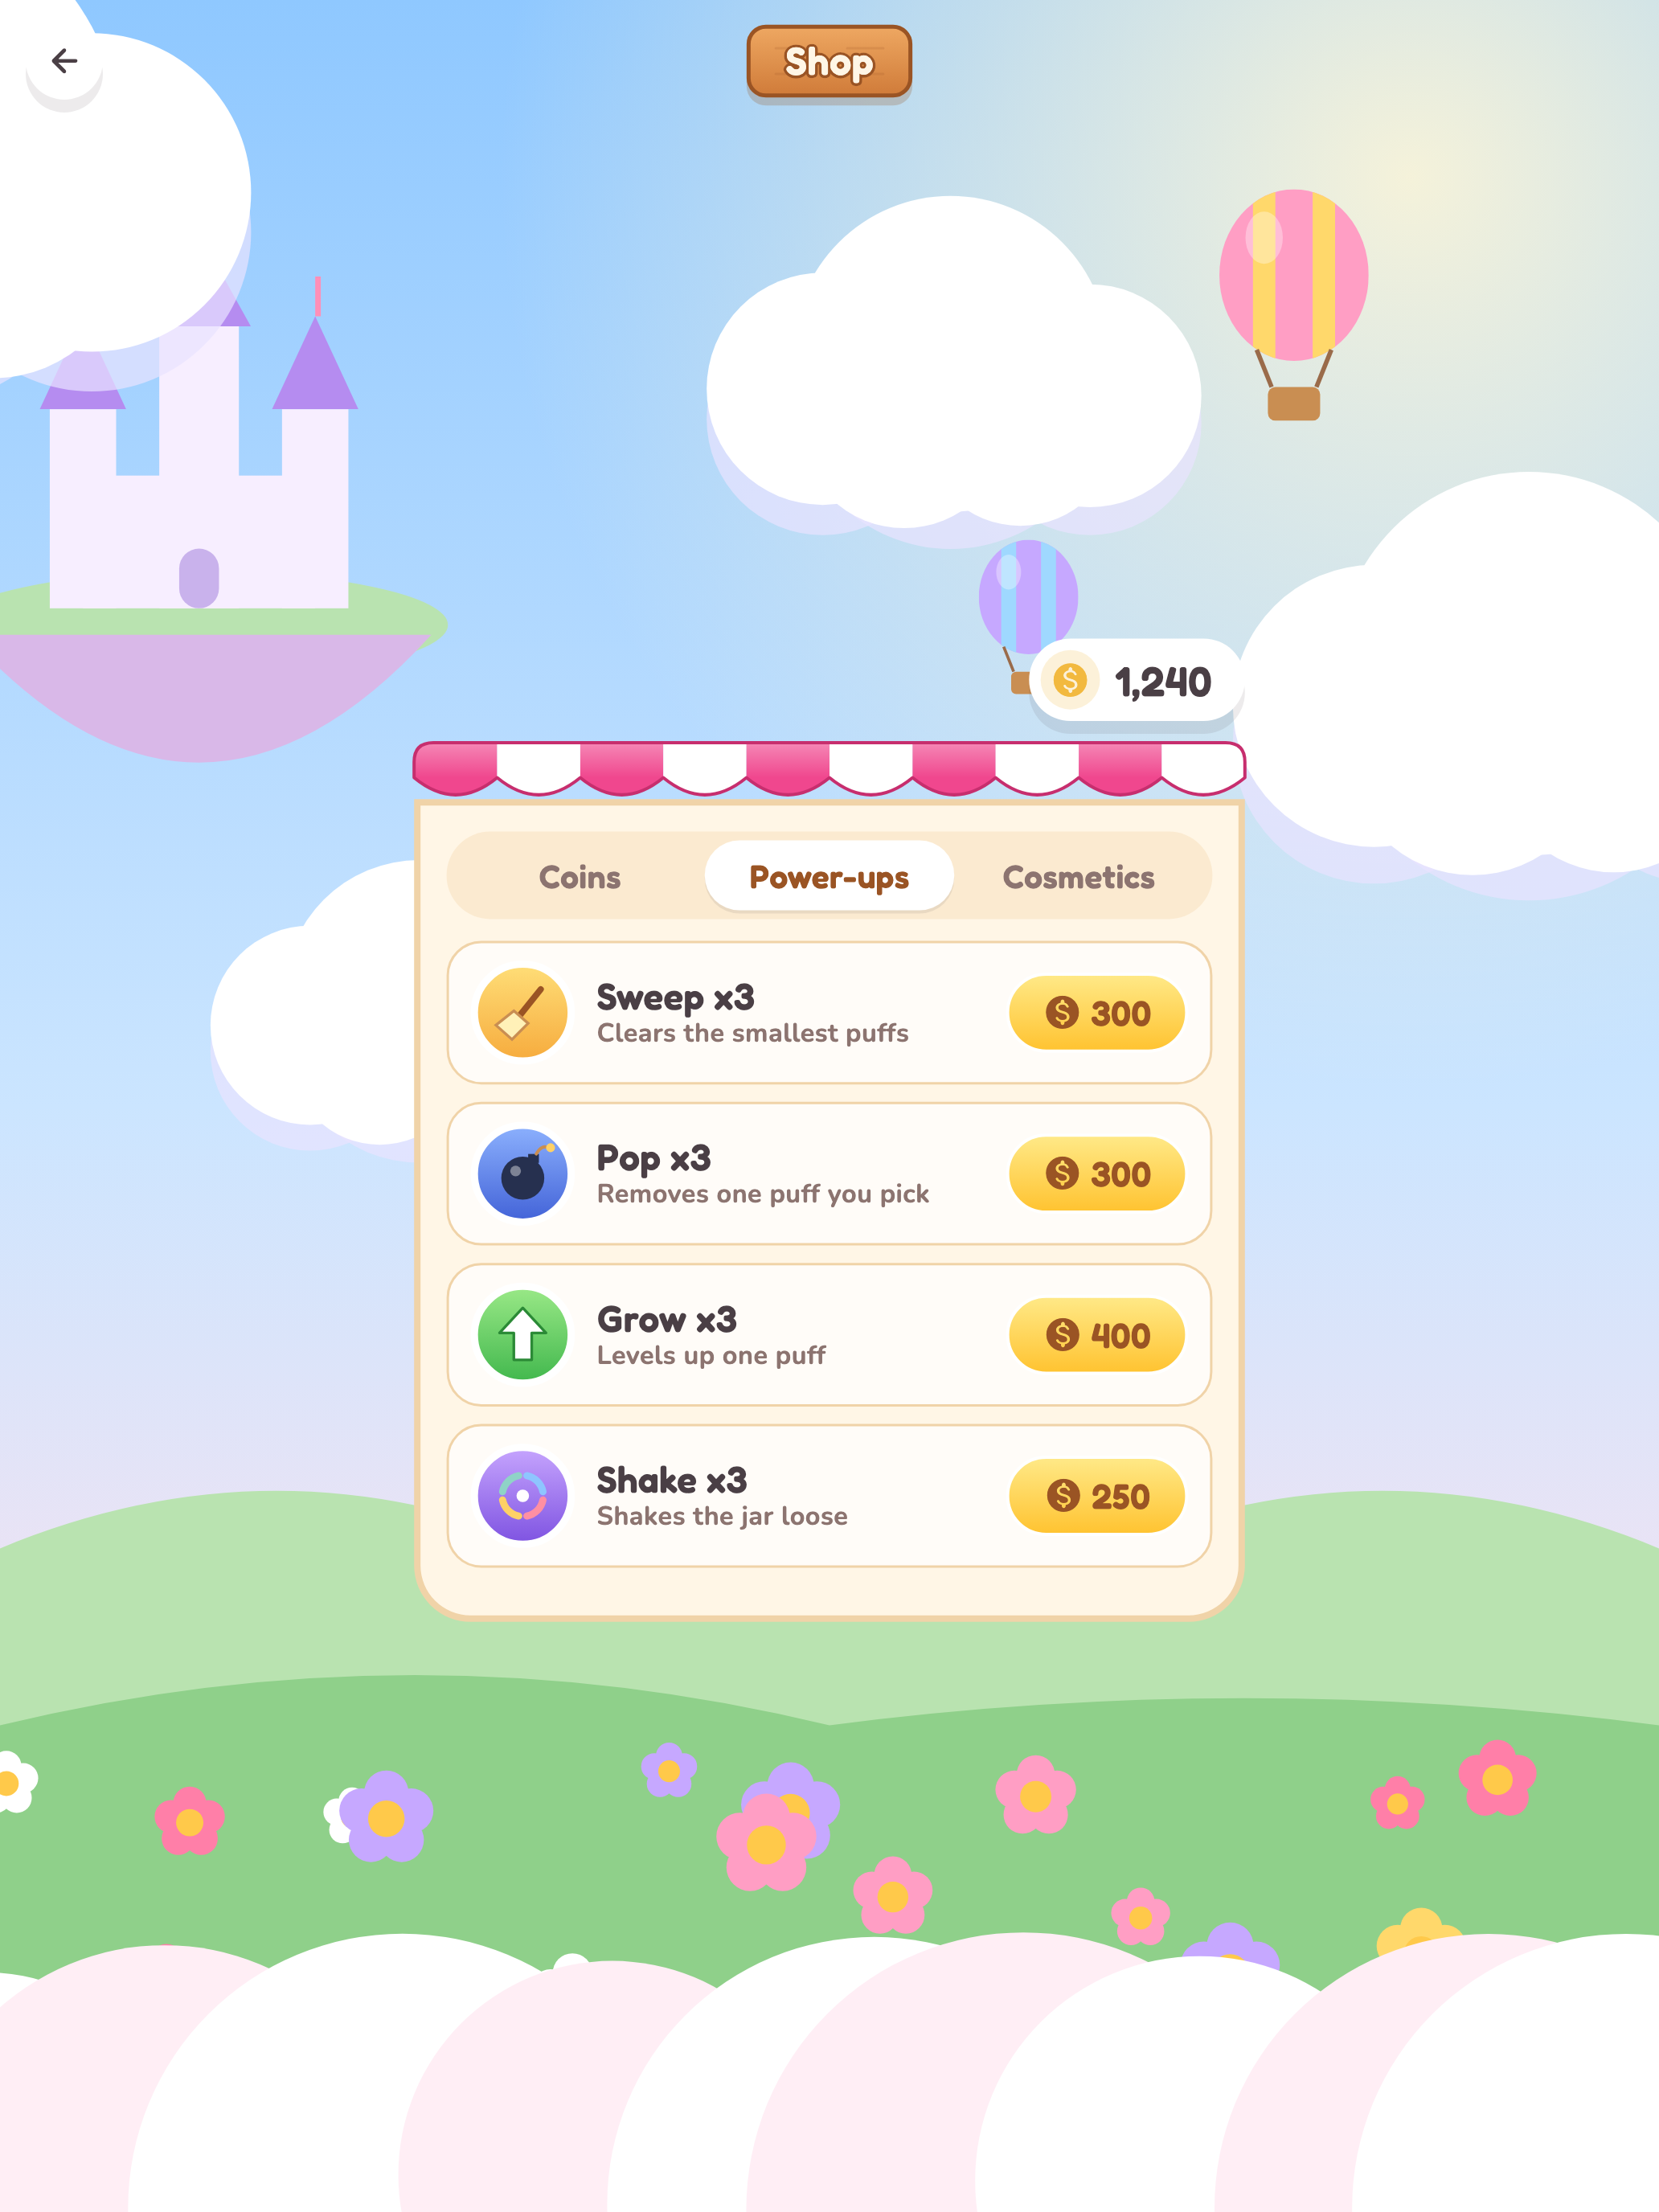 Shop
1,240
Coins
Power-ups
Cosmetics
Sweep x3
Clears the smallest puffs
$ 300
Pop x3
Removes one puff you pick
$ 300
Grow x3
Levels up one puff
$ 400
Shake x3
Shakes the jar loose
$ 250